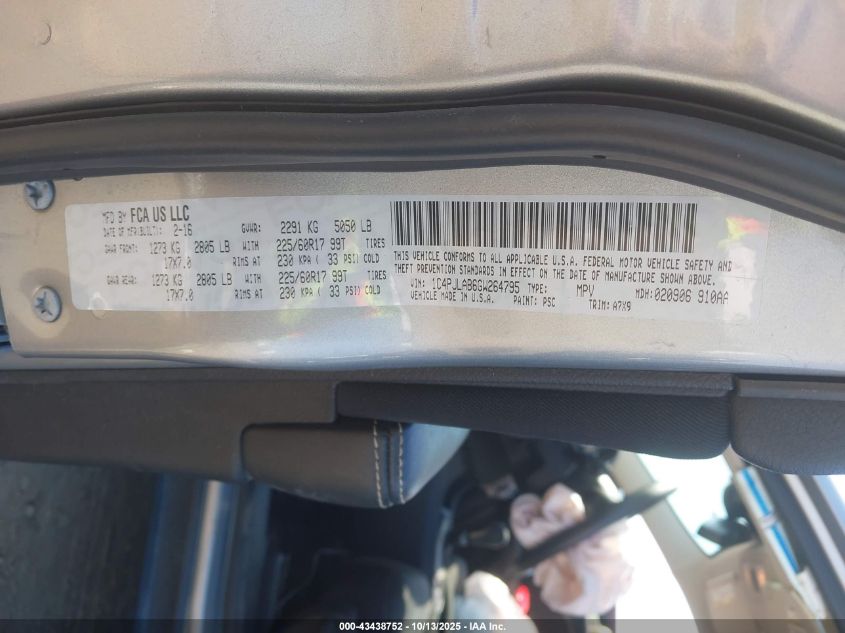 MFD BY FCA US LLC
DATE OF MFR(BUILT): 2-16 GVWR: 2291 KG 5050 LB
GAWR FRONT: 1273 KG 2805 LB WITH 225/60R17 99T TIRES
17X7.0 RIMS AT 230 KPA ( 33 PSI) COLD
GAWR REAR: 1273 KG 2805 LB WITH 225/60R17 99T TIRES
17X7.0 RIMS AT 230 KPA ( 33 PSI) COLD
THIS VEHICLE CONFORMS TO ALL APPLICABLE U.S.A. FEDERAL MOTOR VEHICLE SAFETY AND
THEFT PREVENTION STANDARDS IN EFFECT ON THE DATE OF MANUFACTURE SHOWN ABOVE.
VIN: 1C4PJLAB6GW264795 TYPE: MPV MDH: 020906 910AA
VEHICLE MADE IN U.S.A. PAINT: PSC TRIM: A7X9
000-43438752 - 10/13/2025 - IAA Inc.